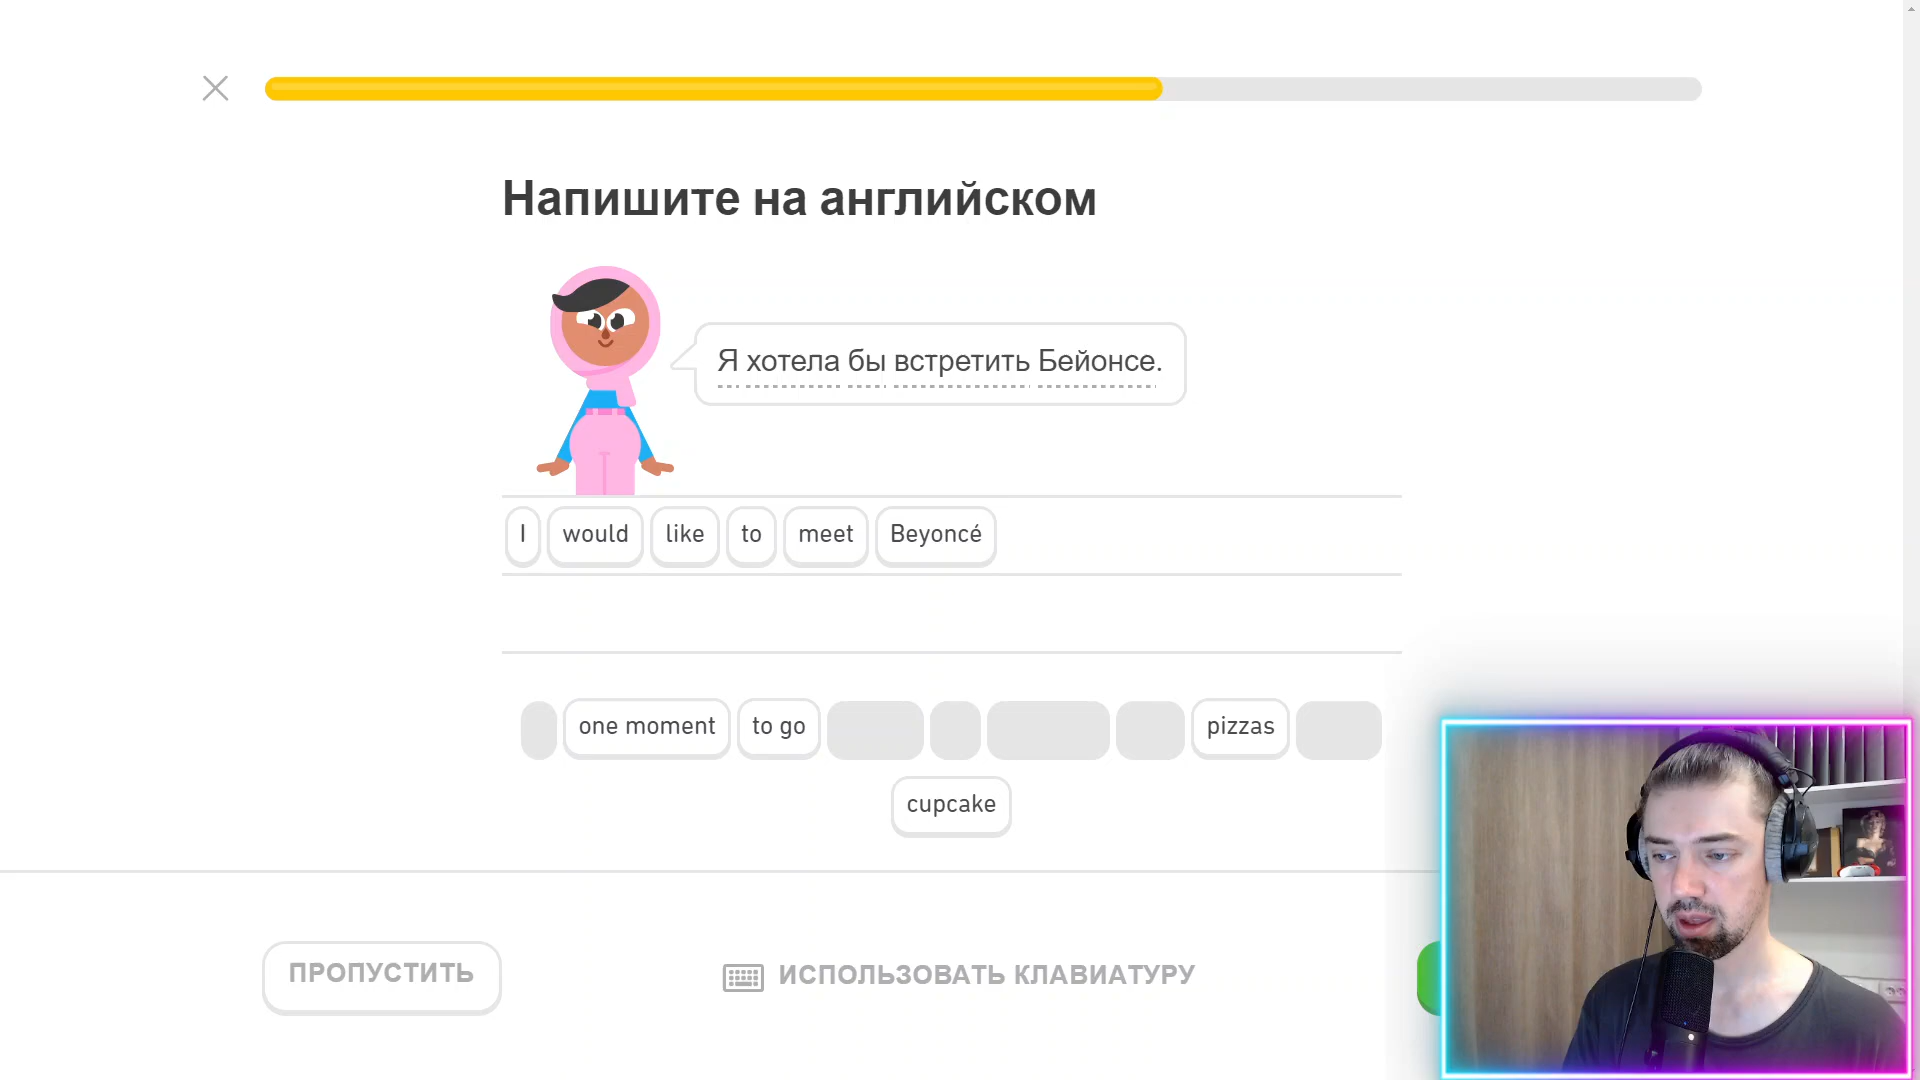 Напишите на английском
Я хотела бы встретить Бейонсе.
I would like to meet Beyoncé
one moment to go pizzas
cupcake
ПРОПУСТИТЬ ИСПОЛЬЗОВАТЬ КЛАВИАТУРУ